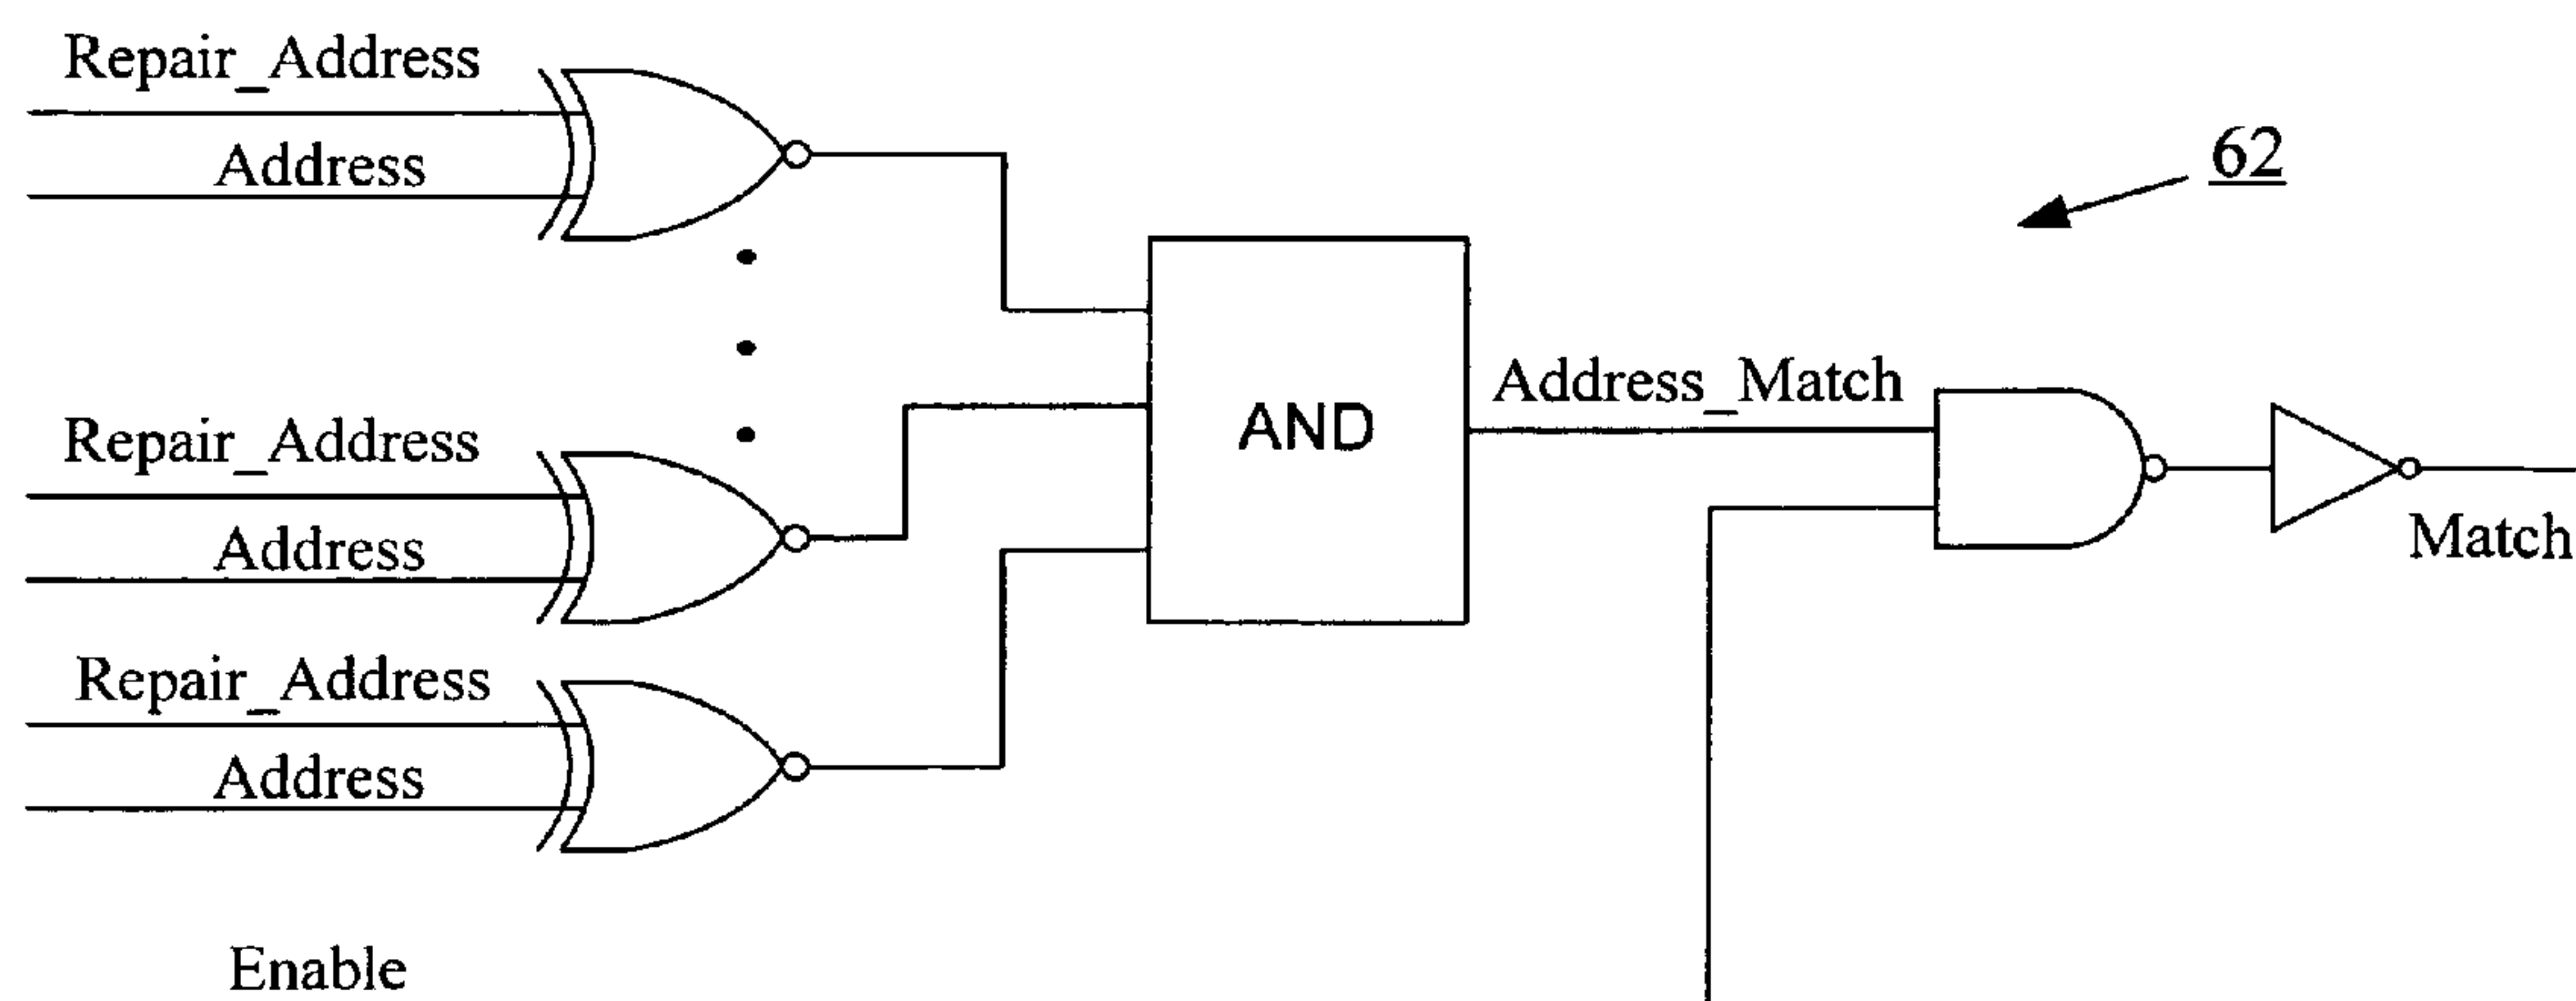 Repair_Address
Address
62
Repair_Address
Address
AND
Address_Match
Match
Repair_Address
Address
Enable